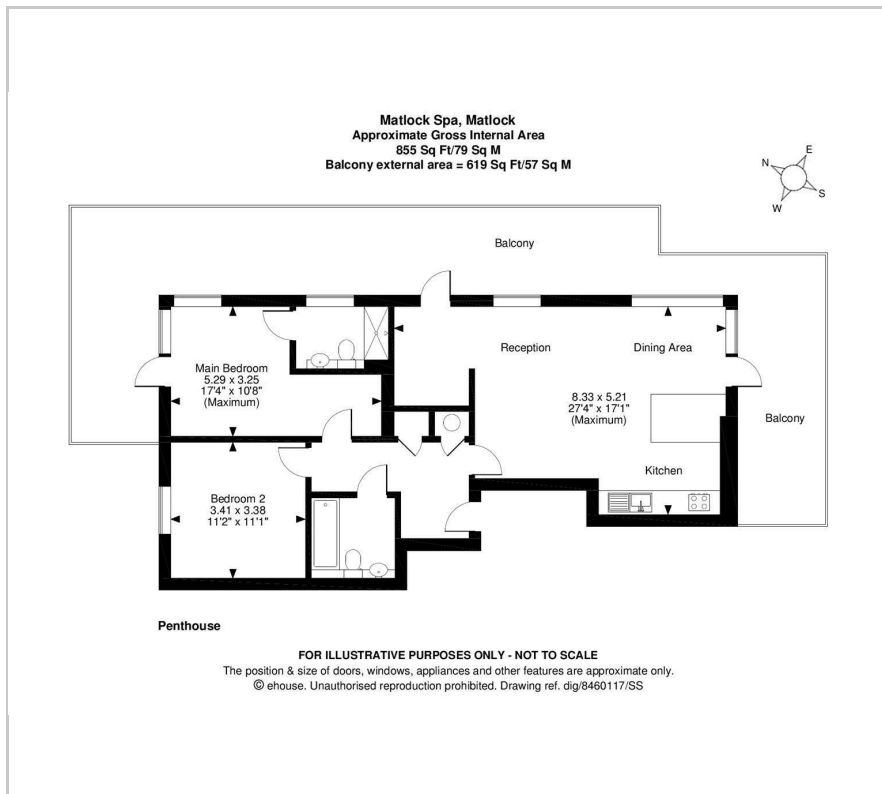 Matlock Spa, Matlock
Approximate Gross Internal Area
855 Sq Ft/79 Sq M
Balcony external area = 619 Sq Ft/57 Sq M
N
E
S
W
Balcony
Reception
Dining Area
Main Bedroom
5.29 x 3.25
17'4" x 10'8"
(Maximum)
8.33 x 5.21
27'4" x 17'1"
(Maximum)
Balcony
Kitchen
Bedroom 2
3.41 x 3.38
11'2" x 11'1"
Penthouse
FOR ILLUSTRATIVE PURPOSES ONLY - NOT TO SCALE
The position & size of doors, windows, appliances and other features are approximate only.
© ehouse. Unauthorised reproduction prohibited. Drawing ref. dig/8460117/SS